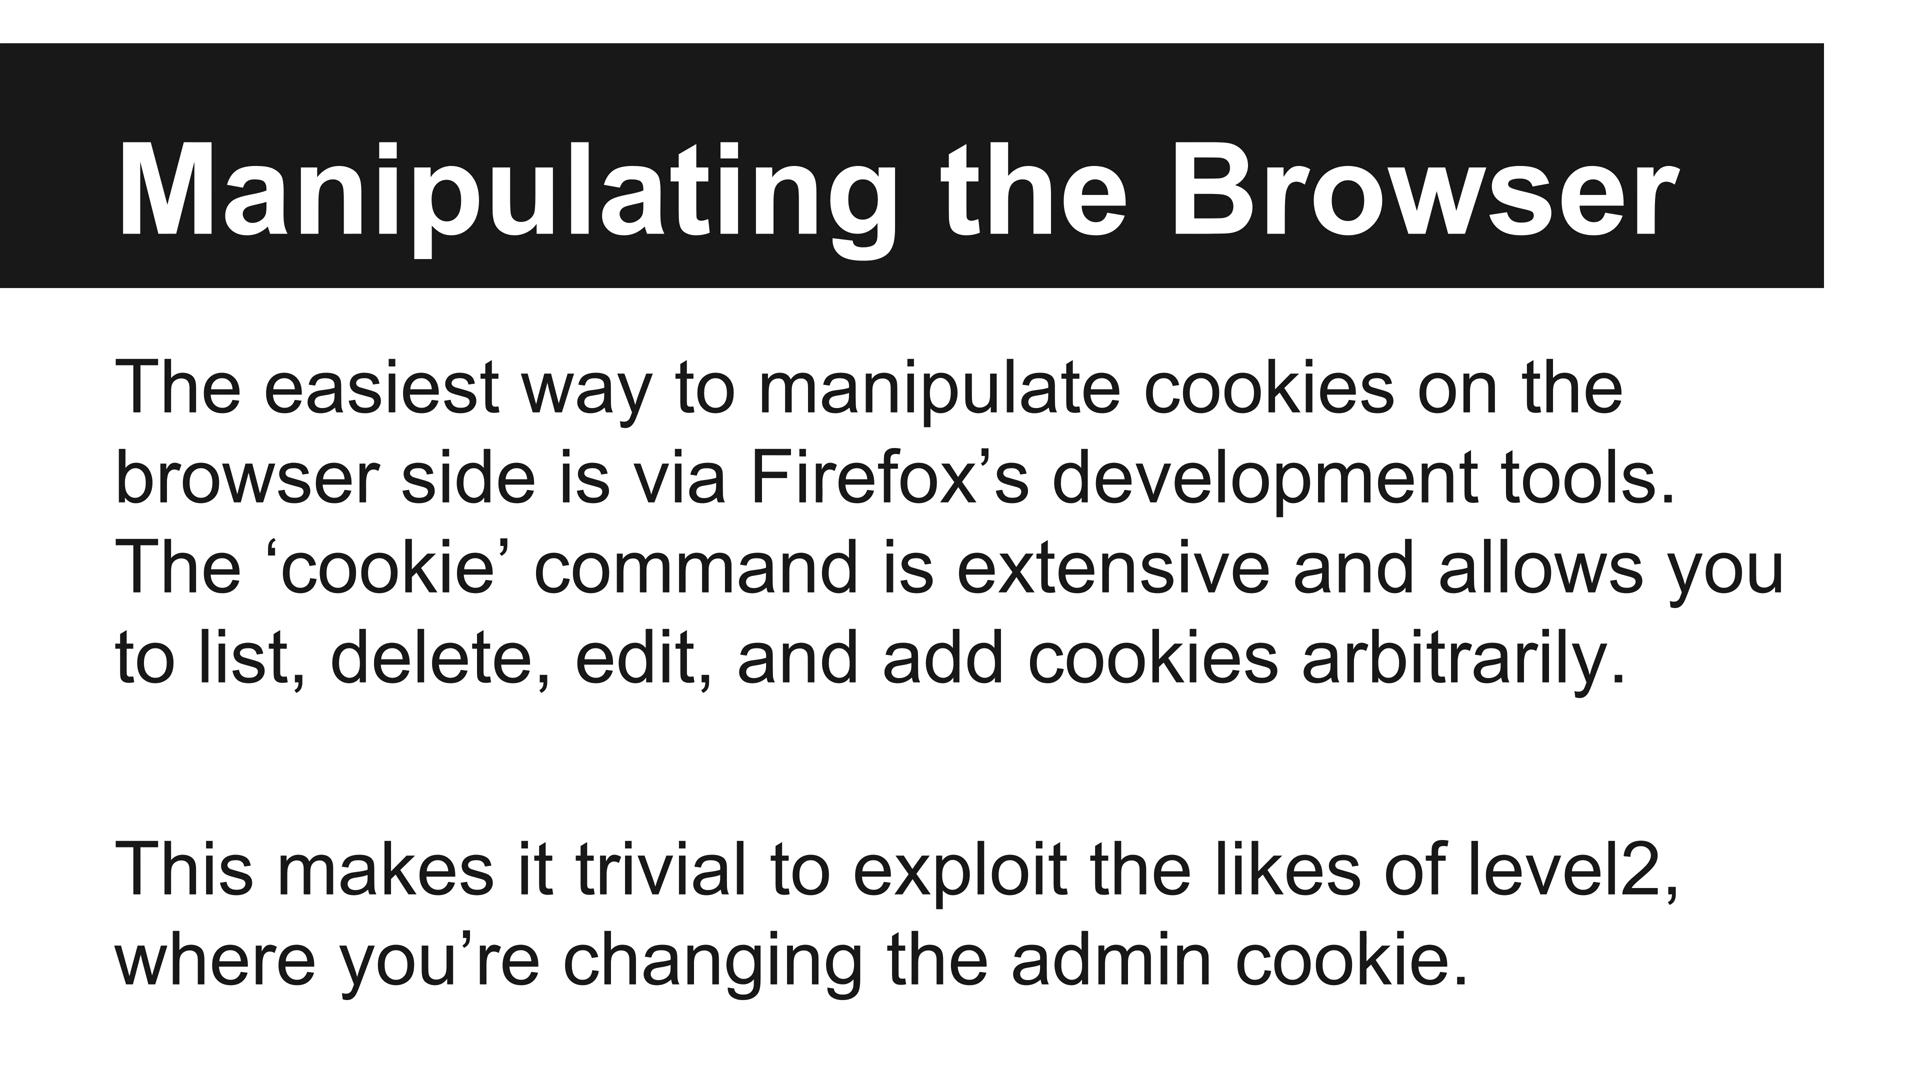 Manipulating the Browser
The easiest way to manipulate cookies on the
browser side is via Firefox’s development tools.
The ‘cookie’ command is extensive and allows you
to list, delete, edit, and add cookies arbitrarily.
This makes it trivial to exploit the likes of level2,
where you’re changing the admin cookie.